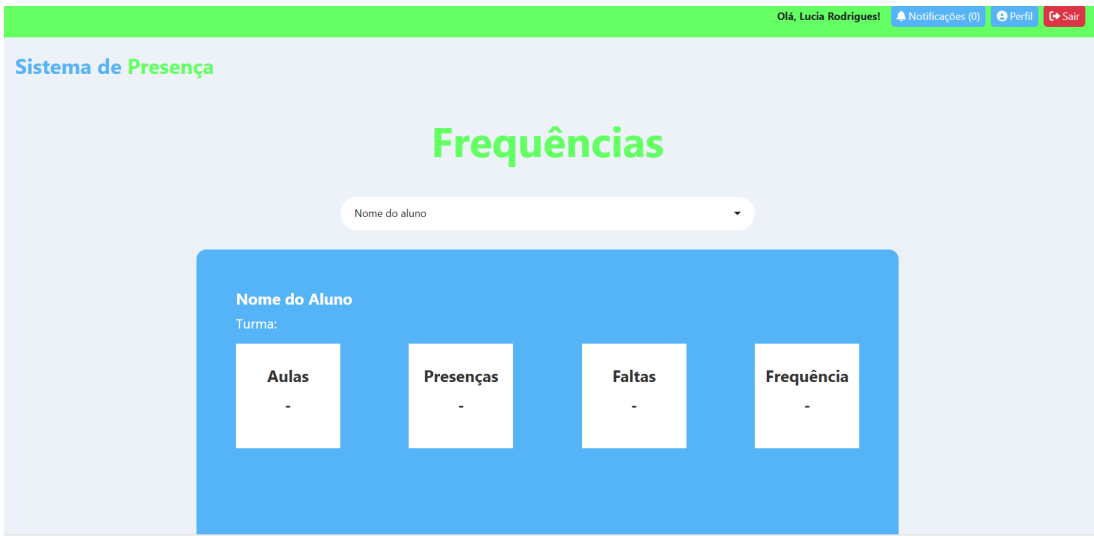 Olá, Lucia Rodrigues! Notificações (0) Perfil Sair
Sistema de Presença
Frequências
Nome do aluno
Nome do Aluno
Turma:
Aulas Presenças Faltas Frequência
- - - -